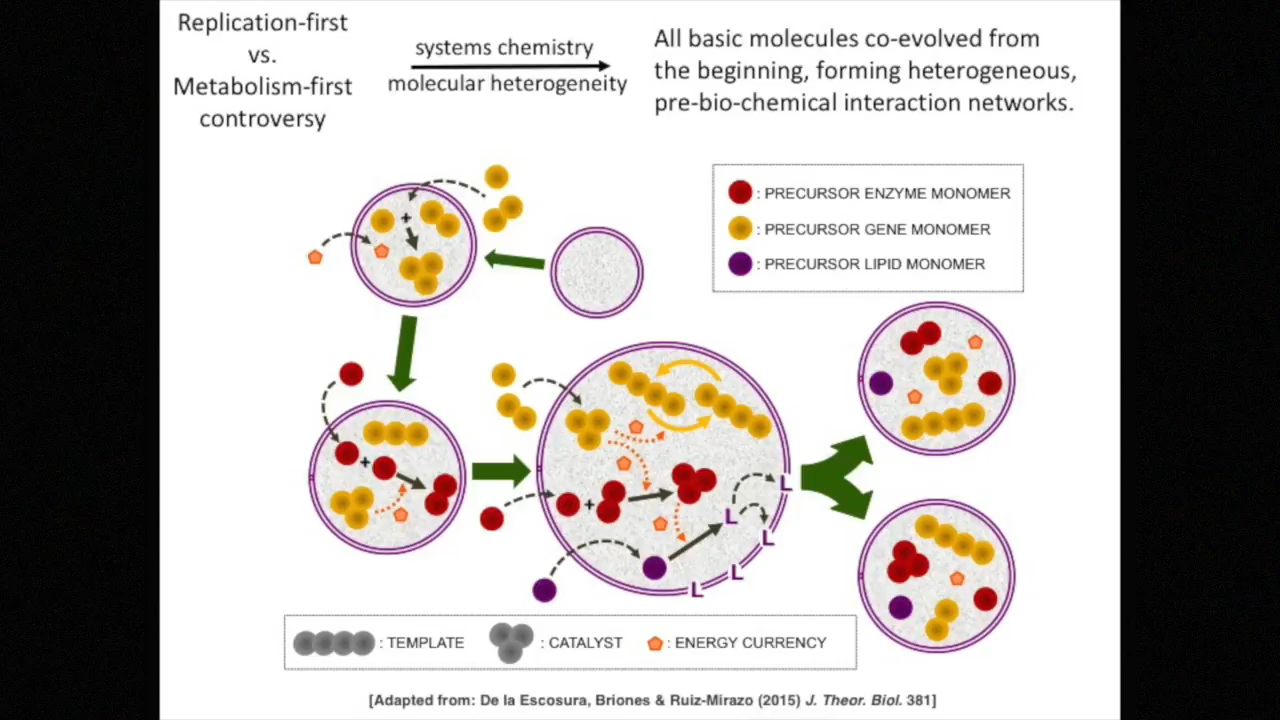 Replication-first
vs.
Metabolism-first
controversy
systems chemistry
molecular heterogeneity
All basic molecules co-evolved from
the beginning, forming heterogeneous,
pre-bio-chemical interaction networks.
: PRECURSOR ENZYME MONOMER
: PRECURSOR GENE MONOMER
: PRECURSOR LIPID MONOMER
+
+
+
L
L
L
L
L
: TEMPLATE
: CATALYST
: ENERGY CURRENCY
[Adapted from: De la Escosura, Briones & Ruiz-Mirazo (2015) J. Theor. Biol. 381]